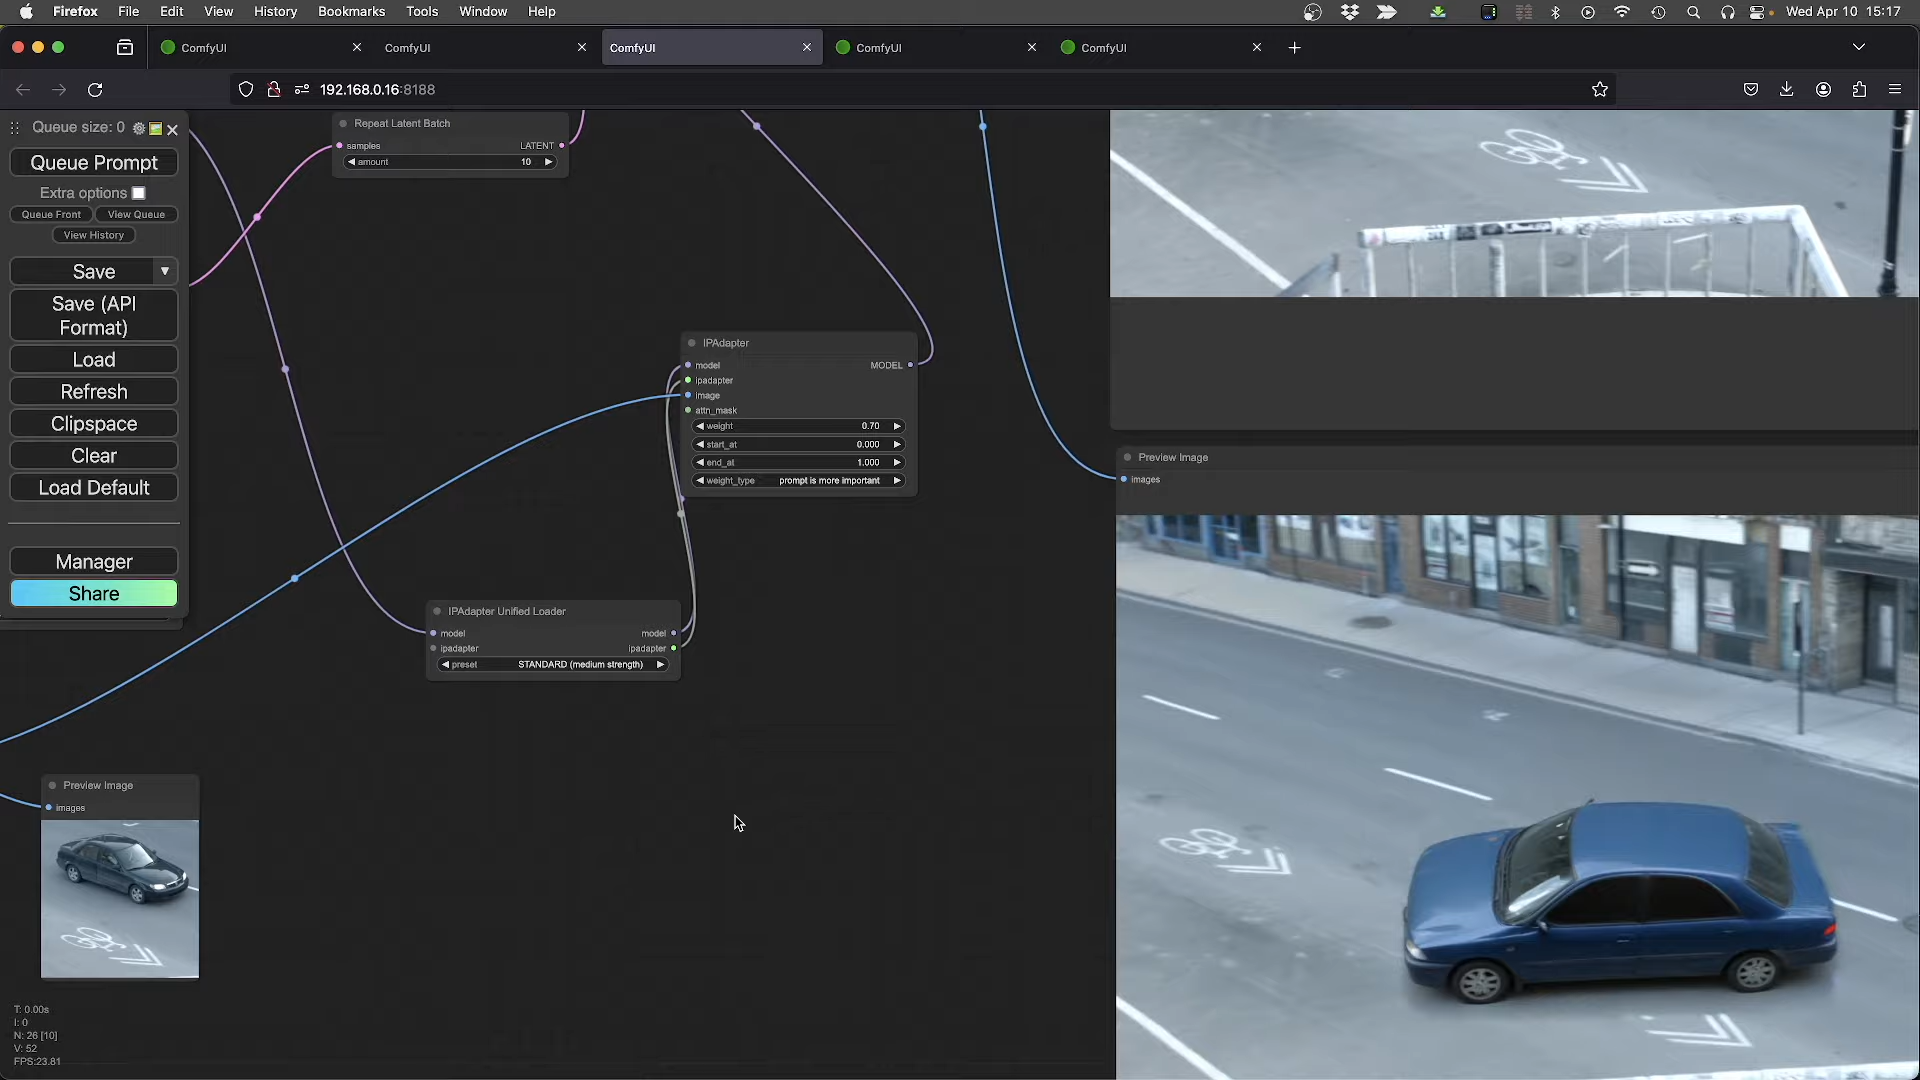 Firefox File Edit View History Bookmarks Tools Window Help Wed Apr 10 15:17
ComfyUI ComfyUI ComfyUI ComfyUI ComfyUI
192.168.0.16:8188
Queue size: 0
Queue Prompt
Extra options
Queue Front View Queue
View History
Save ▼
Save (API
Format)
Load
Refresh
Clipspace
Clear
Load Default
Manager
Share
Repeat Latent Batch
samples LATENT
amount 10
IPAdapter
model MODEL
ipadapter
image
attn_mask
weight 0.70
start_at 0.000
end_at 1.000
weight_type prompt is more important
IPAdapter Unified Loader
model model
ipadapter ipadapter
preset STANDARD (medium strength)
Preview Image
images
Preview Image
images
T: 0.00s
I: 0
N: 26 [10]
V: 52
FPS:23.81